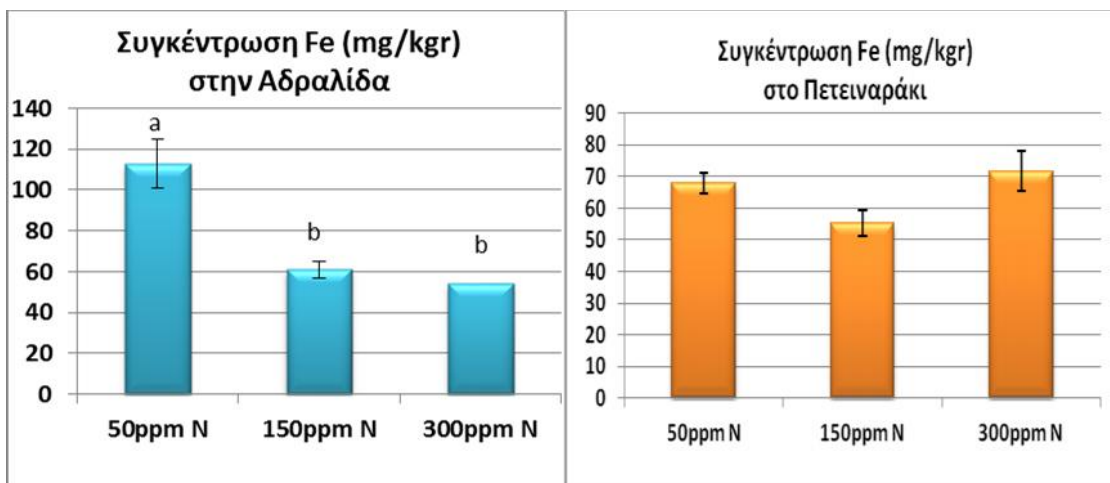 Συγκέντρωση Fe (mg/kgr)
στην Αδραλίδα
140
120
100
80
60
40
20
0
a
b
b
50ppm N 150ppm N 300ppm N
Συγκέντρωση Fe (mg/kgr)
στο Πετειναράκι
90
80
70
60
50
40
30
20
10
0
50ppm N 150ppm N 300ppm N